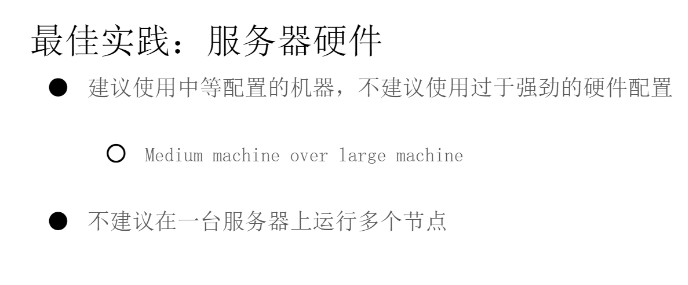 最佳实践：服务器硬件
建议使用中等配置的机器，不建议使用过于强劲的硬件配置
Medium machine over large machine
不建议在一台服务器上运行多个节点